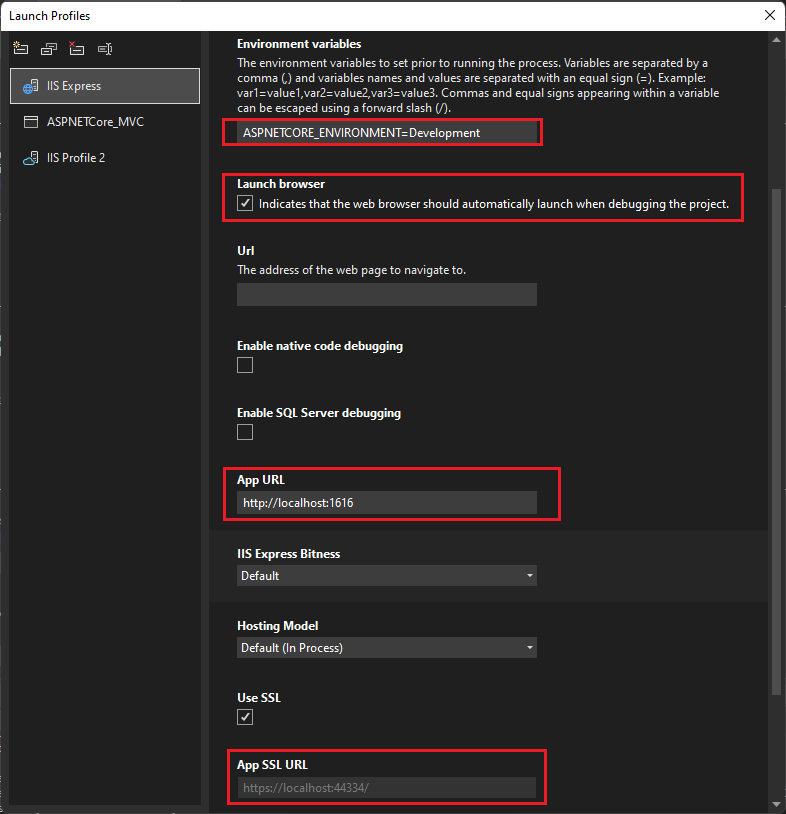 Launch Profiles
IIS Express
ASPNETCore_MVC
IIS Profile 2
Environment variables
The environment variables to set prior to running the process. Variables are separated by a
comma (,) and variables names and values are separated with an equal sign (=). Example:
var1=value1,var2=value2,var3=value3. Commas and equal signs appearing within a variable
can be escaped using a forward slash (/).
ASPNETCORE_ENVIRONMENT=Development
Launch browser
Indicates that the web browser should automatically launch when debugging the project.
Url
The address of the web page to navigate to.
Enable native code debugging
Enable SQL Server debugging
App URL
http://localhost:1616
IIS Express Bitness
Default
Hosting Model
Default (In Process)
Use SSL
App SSL URL
https://localhost:44334/